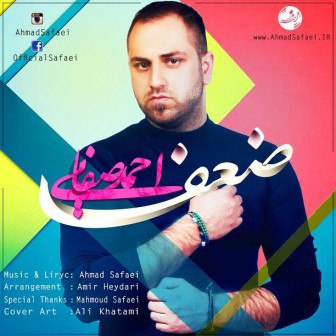 AhmadSafaei
OfficialSafaei
www.AhmadSafaei.IR
ضعف
احمد صفایی
Music & Liryc: Ahmad Safaei
Arrangement : Amir Heydari
Special Thanks : Mahmoud Safaei
Cover Art :Ali Khatami